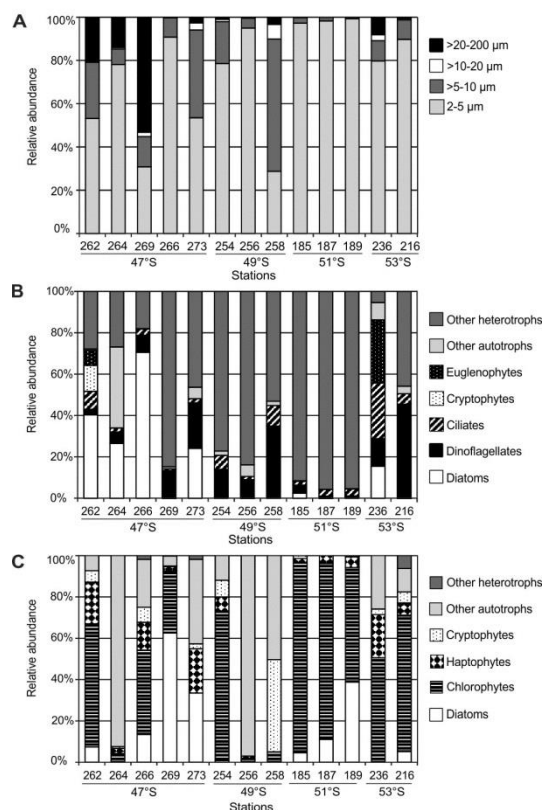 A
Relative abundance
100%
80%
60%
40%
20%
0%
>20-200 µm
>10-20 µm
>5-10 µm
2-5 µm
262 264 269 266 273 254 256 258 185 187 189 236 216
47°S 49°S 51°S 53°S
Stations
B
Relative abundance
100%
80%
60%
40%
20%
0%
Other heterotrophs
Other autotrophs
Euglenophytes
Cryptophytes
Ciliates
Dinoflagellates
Diatoms
262 264 266 269 273 254 256 258 185 187 189 236 216
47°S 49°S 51°S 53°S
Stations
C
Relative abundance
100%
80%
60%
40%
20%
0%
Other heterotrophs
Other autotrophs
Cryptophytes
Haptophytes
Chlorophytes
Diatoms
262 264 266 269 273 254 256 258 185 187 189 236 216
47°S 49°S 51°S 53°S
Stations